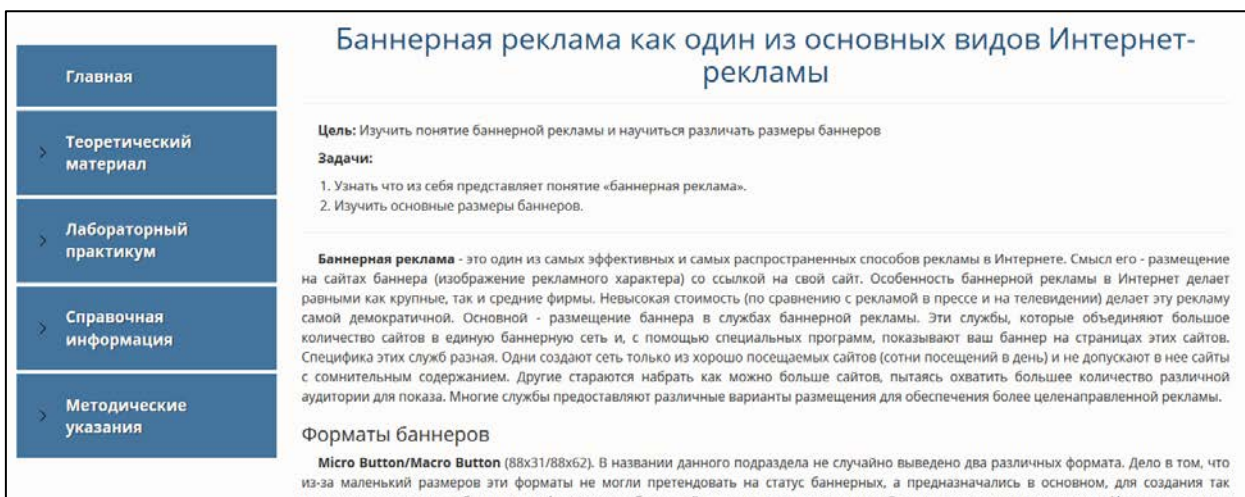 Главная
Теоретический
материал
Лабораторный
практикум
Справочная
информация
Методические
указания
Баннерная реклама как один из основных видов Интернет-
рекламы
Цель: Изучить понятие баннерной рекламы и научиться различать размеры баннеров
Задачи:
1. Узнать что из себя представляет понятие «баннерная реклама».
2. Изучить основные размеры баннеров.
Баннерная реклама - это один из самых эффективных и самых распространенных способов рекламы в Интернете. Смысл его - размещение
на сайтах баннера (изображение рекламного характера) со ссылкой на свой сайт. Особенность баннерной рекламы в Интернет делает
равными как крупные, так и средние фирмы. Невысокая стоимость (по сравнению с рекламой в прессе и на телевидении) делает эту рекламу
самой демократичной. Основной - размещение баннера в службах баннерной рекламы. Эти службы, которые объединяют большое
количество сайтов в единую баннерную сеть и, с помощью специальных программ, показывают ваш баннер на страницах этих сайтов.
Специфика этих служб разная. Одни создают сеть только из хорошо посещаемых сайтов (сотни посещений в день) и не допускают в нее сайты
с сомнительным содержанием. Другие стараются набрать как можно больше сайтов, пытаясь охватить большее количество различной
аудитории для показа. Многие службы предоставляют различные варианты размещения для обеспечения более целенаправленной рекламы.
Форматы баннеров
Micro Button/Macro Button (88x31/88x62). В названии данного подраздела не случайно выведено два различных формата. Дело в том, что
из-за маленький размеров эти форматы не могли претендовать на статус баннерных, а предназначались в основном, для создания так